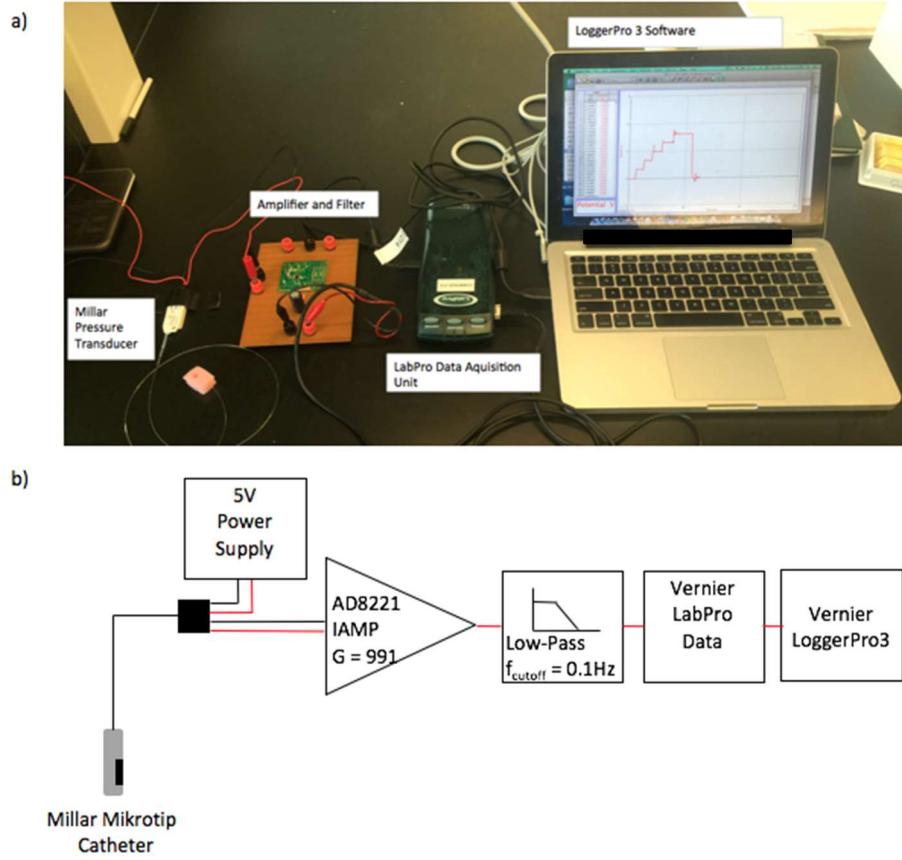 a)
LoggerPro 3 Software
Amplifier and Filter
Millar
Pressure
Transducer
LabPro Data Aquisition
Unit
Potential
b)
5V
Power
Supply
AD8221
IAMP
G = 991
Low-Pass
fcutoff = 0.1Hz
Vernier
LabPro
Data
Vernier
LoggerPro3
Millar Mikrotip
Catheter